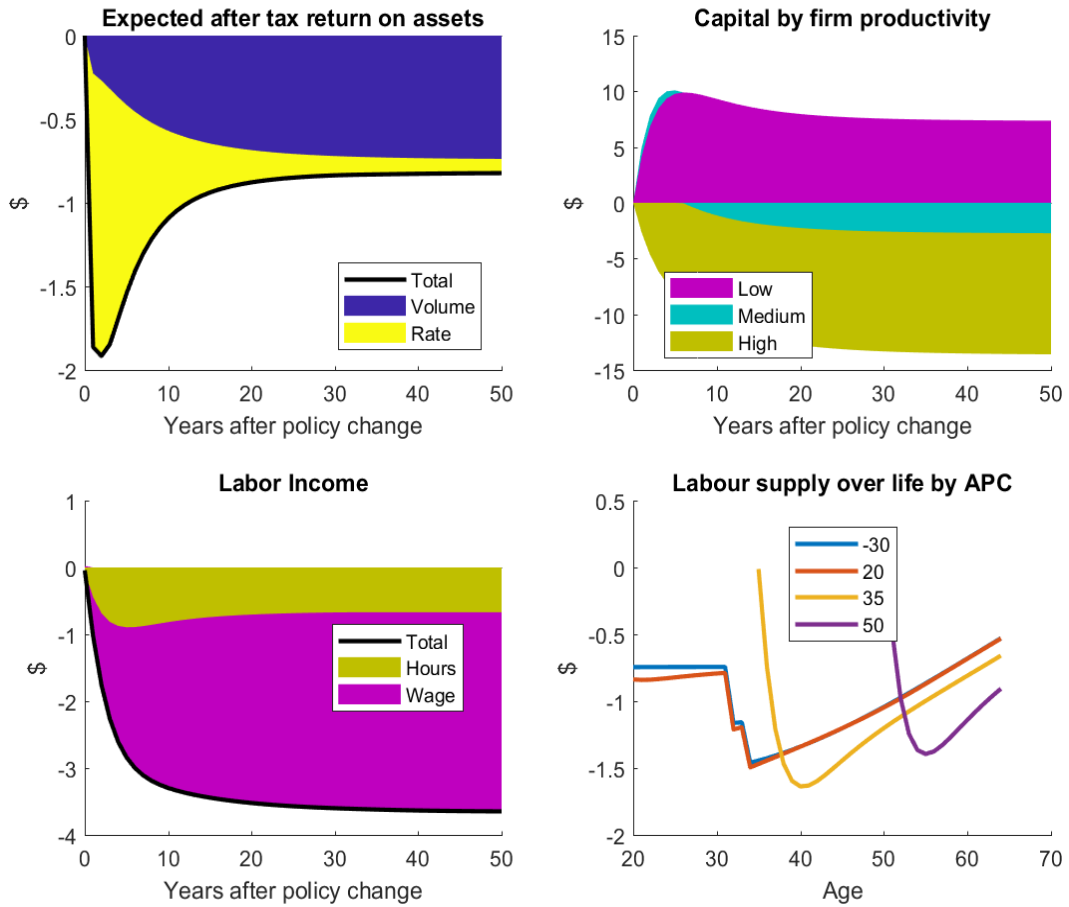 Expected after tax return on assets
0
-0.5
-1
-1.5
-2
$
0 10 20 30 40 50
Years after policy change
Total
Volume
Rate
Capital by firm productivity
15
10
5
0
-5
-10
-15
$
0 10 20 30 40 50
Years after policy change
Low
Medium
High
Labor Income
1
0
-1
-2
-3
-4
$
0 10 20 30 40 50
Years after policy change
Total
Hours
Wage
Labour supply over life by APC
0.5
0
-0.5
-1
-1.5
-2
$
20 30 40 50 60 70
Age
-30
20
35
50